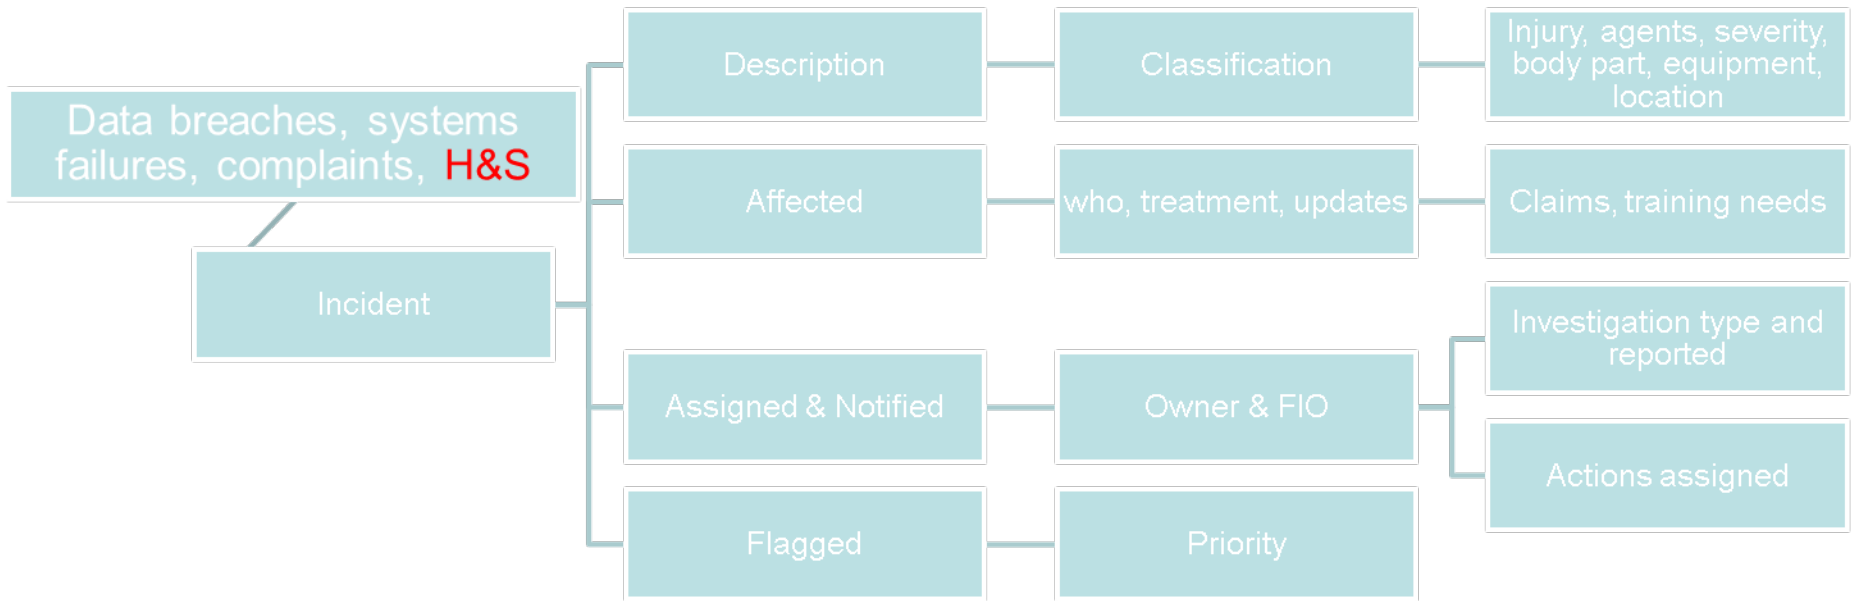 Data breaches, systems
failures, complaints, H&S
Incident
Description
Classification
Injury, agents, severity,
body part, equipment,
location
Affected
who, treatment, updates
Claims, training needs
Assigned & Notified
Owner & FIO
Investigation type and
reported
Actions assigned
Flagged
Priority